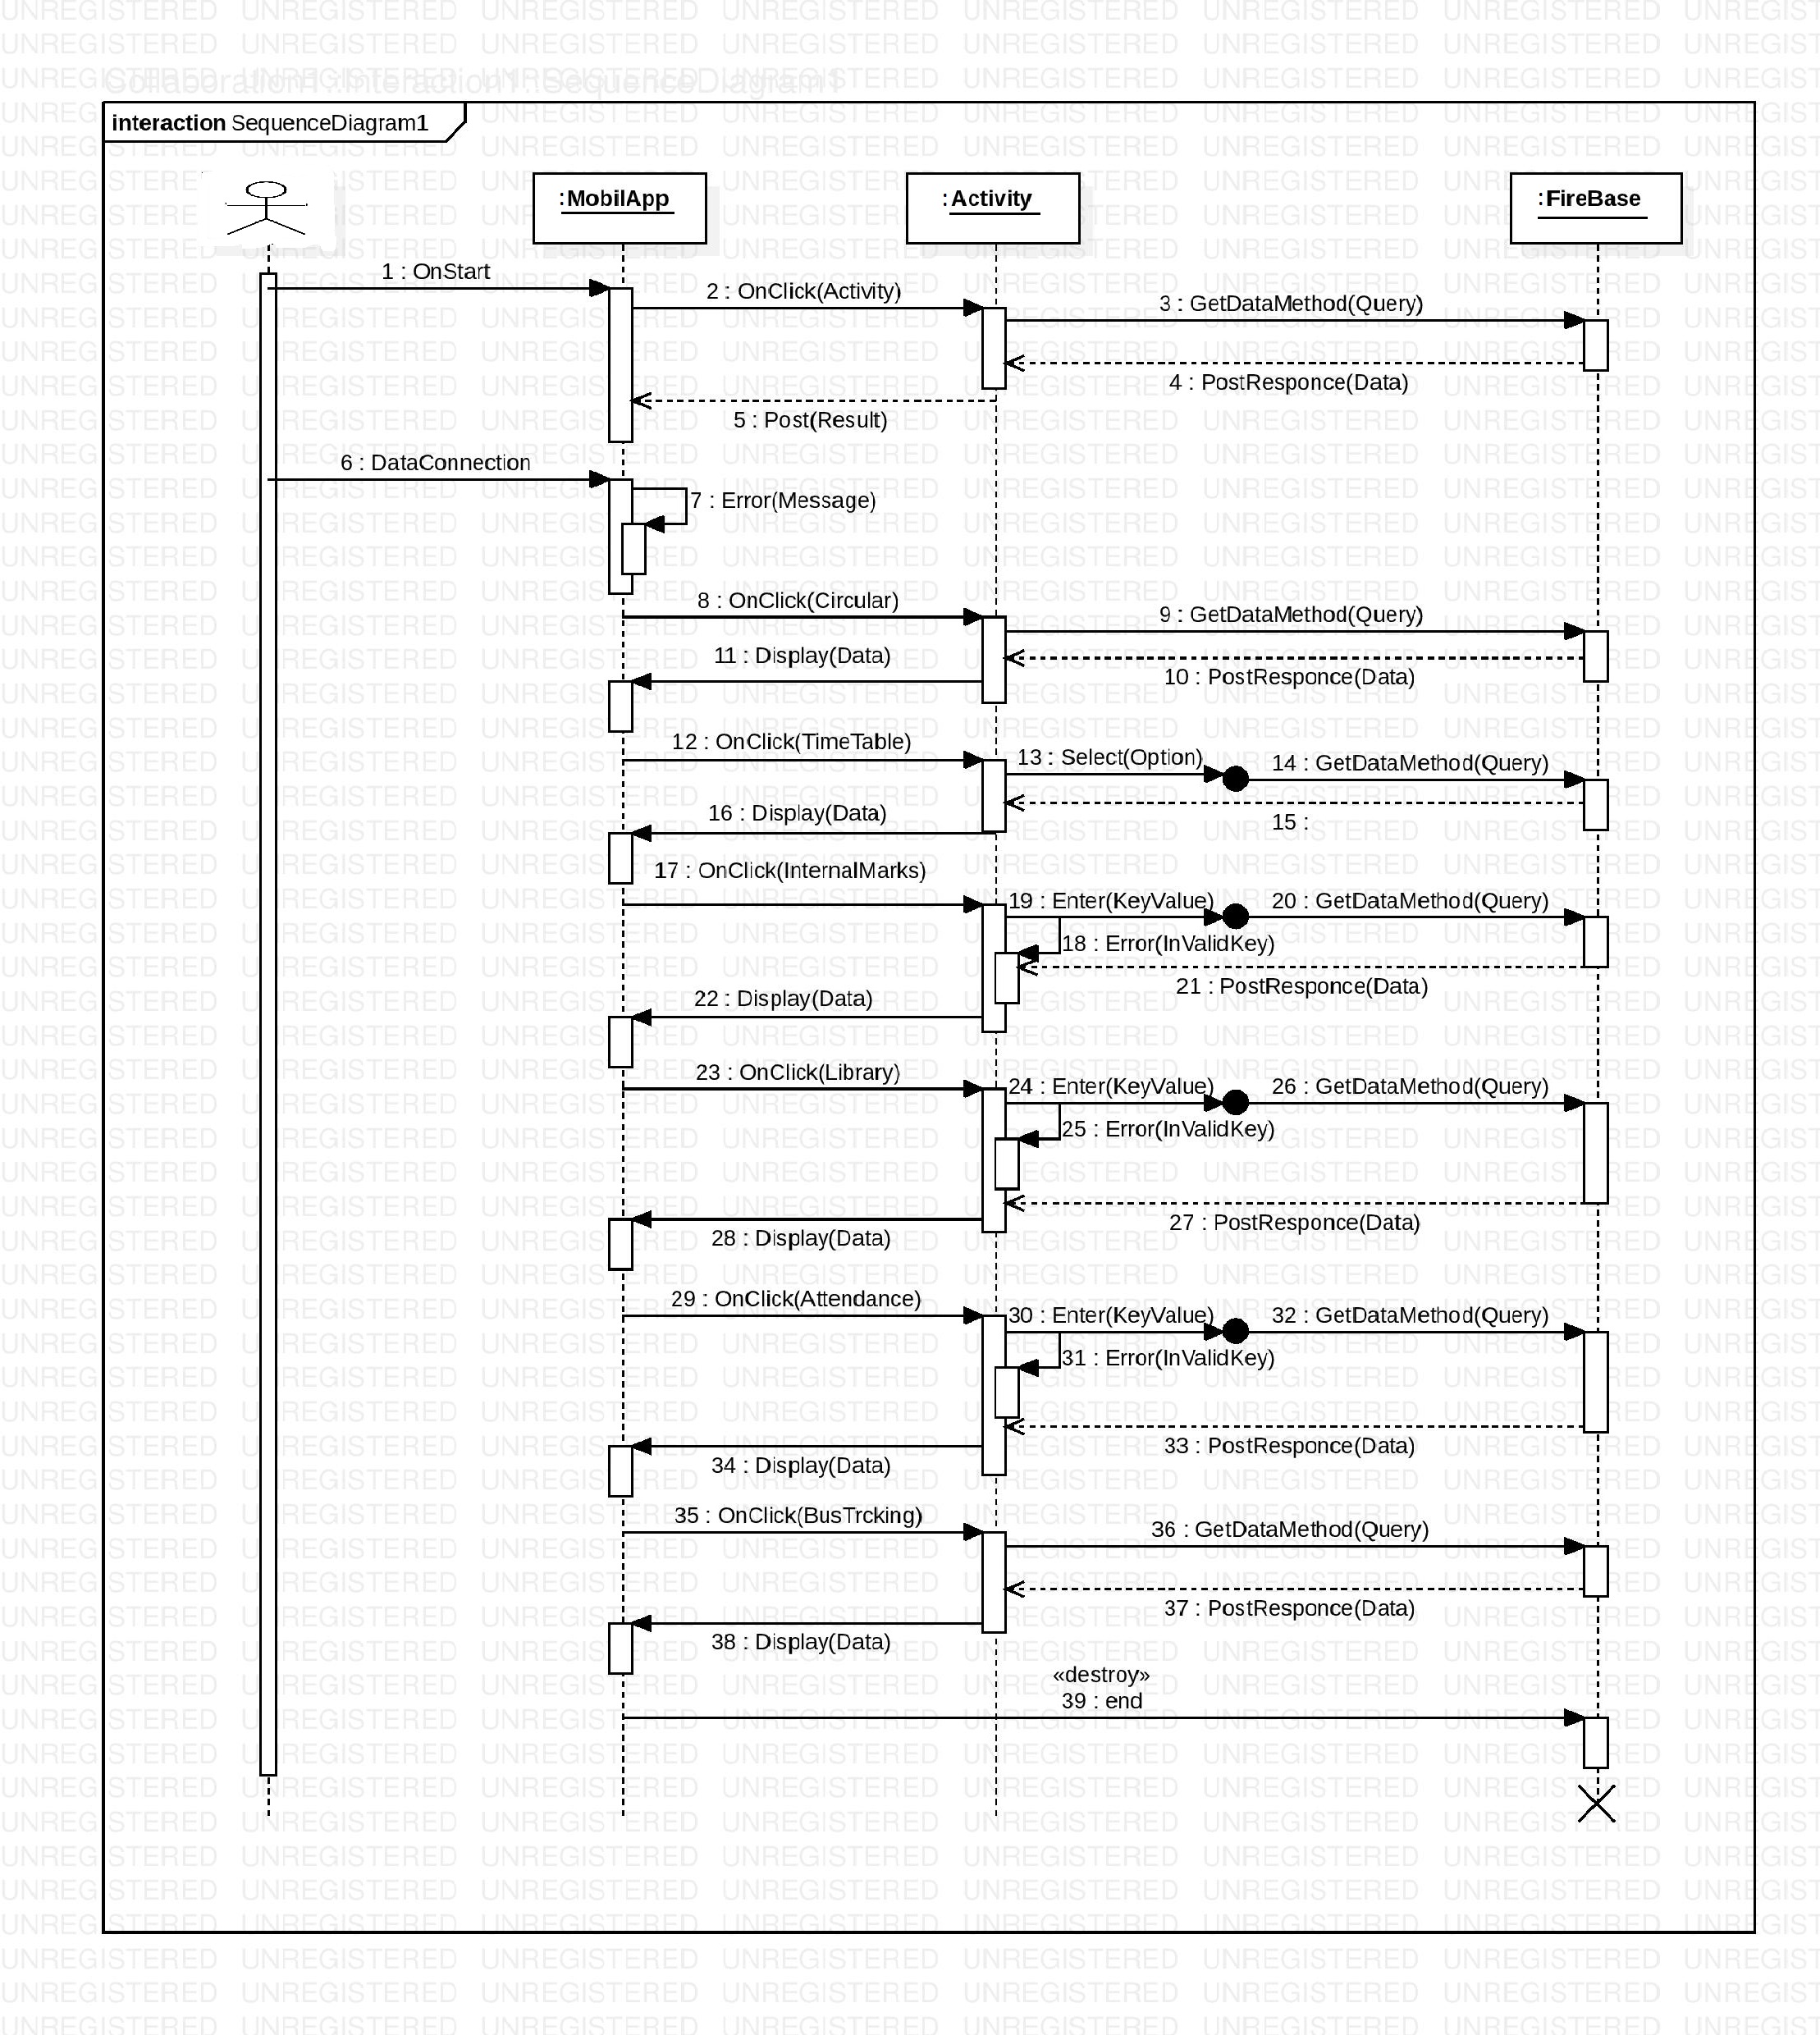 Collaboration1::Interaction1::SequenceDiagram1
interaction SequenceDiagram1
:MobilApp
:Activity
:FireBase
1 : OnStart
2 : OnClick(Activity)
3 : GetDataMethod(Query)
4 : PostResponce(Data)
5 : Post(Result)
6 : DataConnection
7 : Error(Message)
8 : OnClick(Circular)
9 : GetDataMethod(Query)
11 : Display(Data)
10 : PostResponce(Data)
12 : OnClick(TimeTable)
13 : Select(Option)
14 : GetDataMethod(Query)
16 : Display(Data)
15 :
17 : OnClick(InternalMarks)
19 : Enter(KeyValue)
20 : GetDataMethod(Query)
18 : Error(InValidKey)
21 : PostResponce(Data)
22 : Display(Data)
23 : OnClick(Library)
24 : Enter(KeyValue)
26 : GetDataMethod(Query)
25 : Error(InValidKey)
27 : PostResponce(Data)
28 : Display(Data)
29 : OnClick(Attendance)
30 : Enter(KeyValue)
32 : GetDataMethod(Query)
31 : Error(InValidKey)
33 : PostResponce(Data)
34 : Display(Data)
35 : OnClick(BusTrcking)
36 : GetDataMethod(Query)
37 : PostResponce(Data)
38 : Display(Data)
«destroy»
39 : end
UNREGISTERED